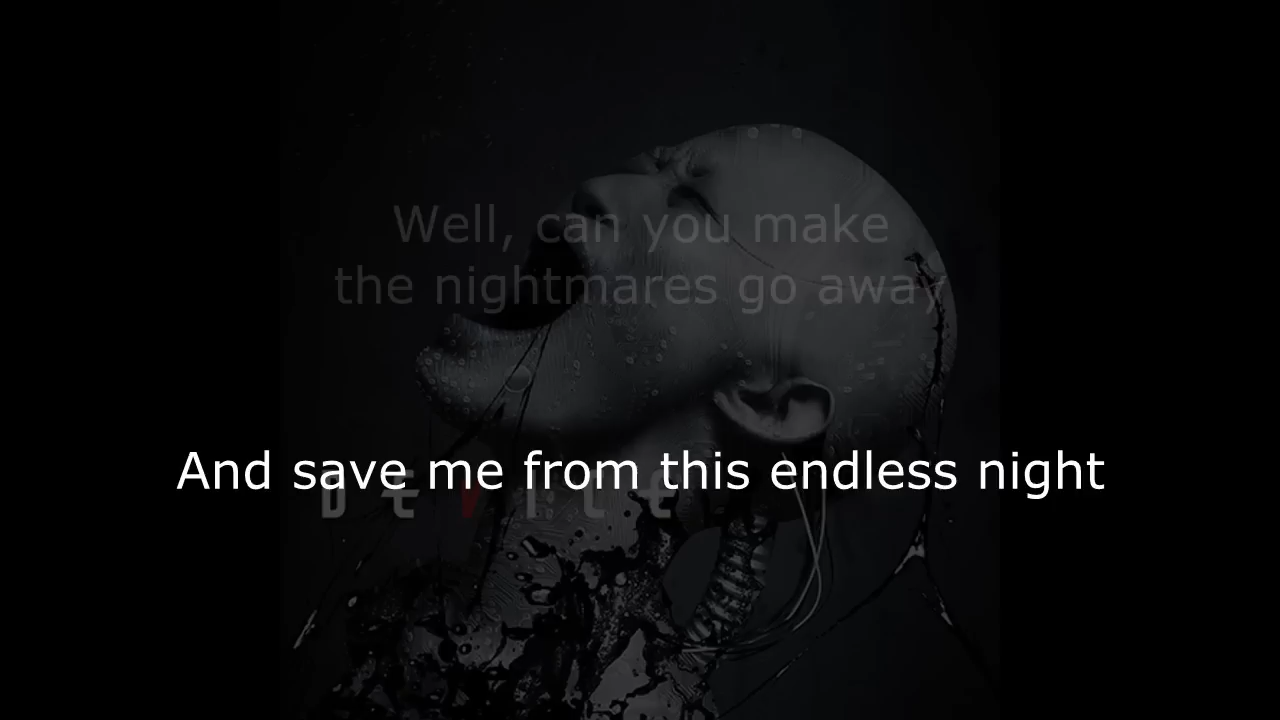 Well, can you make
the nightmares go away
And save me from this endless night